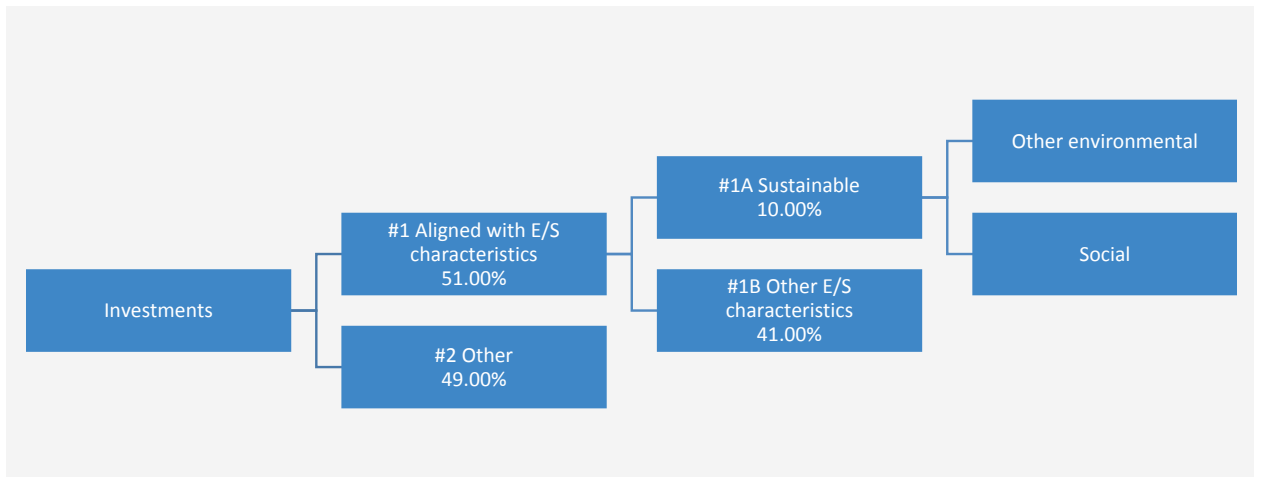 Investments
#1 Aligned with E/S
characteristics
51.00%
#2 Other
49.00%
#1A Sustainable
10.00%
#1B Other E/S
characteristics
41.00%
Other environmental
Social